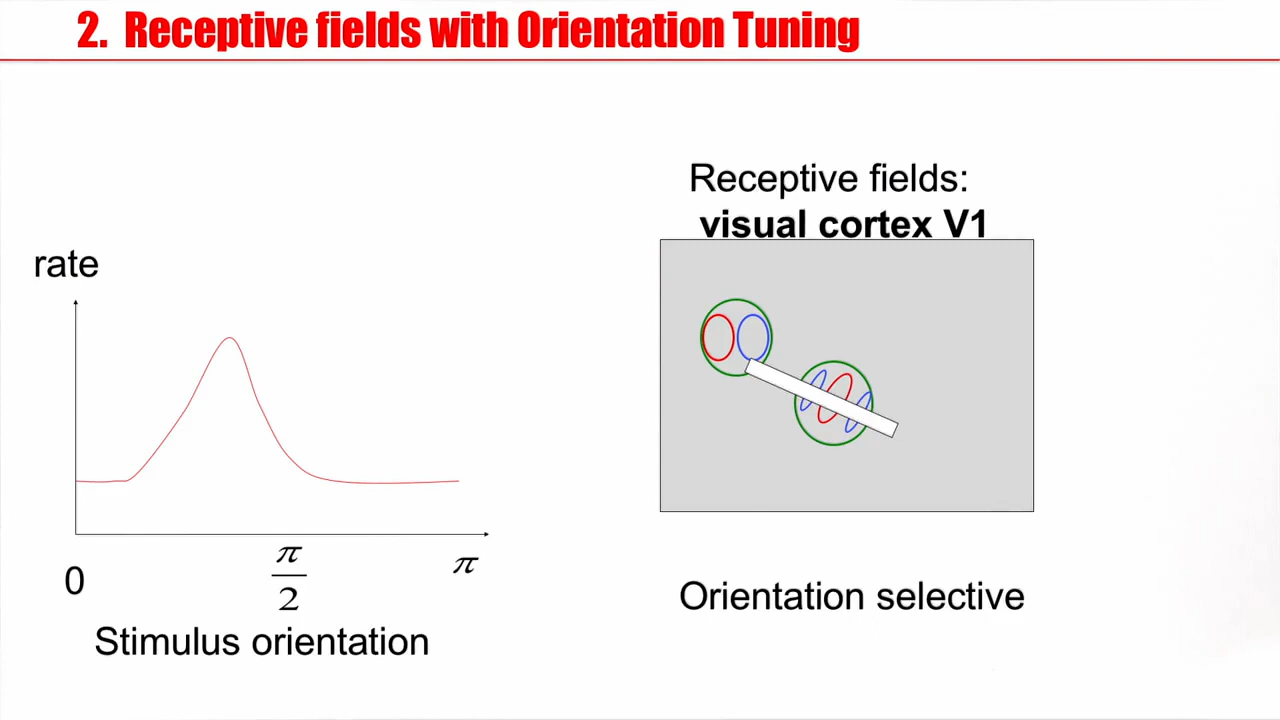 2. Receptive fields with Orientation Tuning
Receptive fields:
visual cortex V1
rate
0
π
2
π
Stimulus orientation
Orientation selective